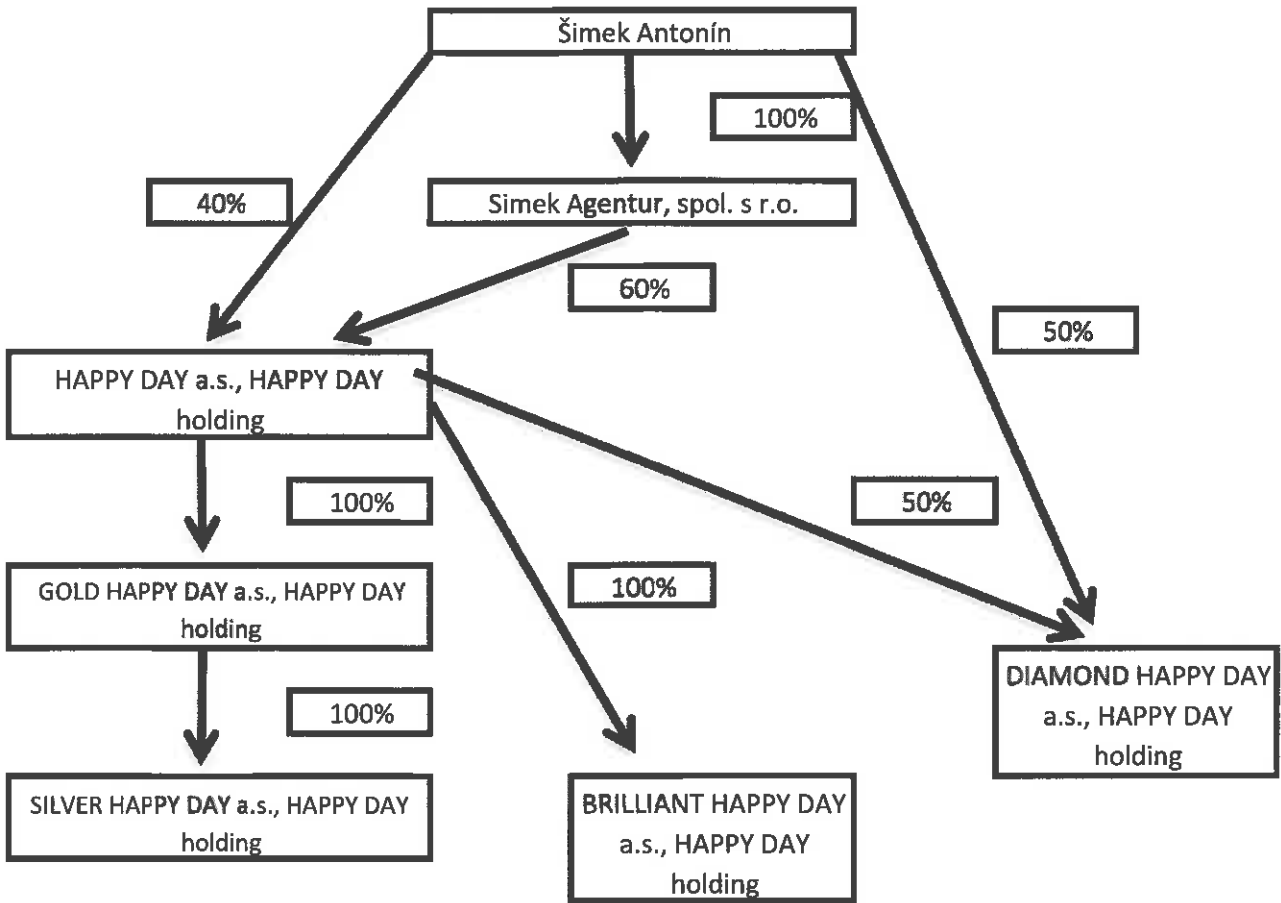 Šimek Antonín
100%
40%
Simek Agentur, spol. s r.o.
60%
50%
HAPPY DAY a.s., HAPPY DAY
holding
100%
50%
GOLD HAPPY DAY a.s., HAPPY DAY
holding
100%
100%
DIAMOND HAPPY DAY
a.s., HAPPY DAY
holding
SILVER HAPPY DAY a.s., HAPPY DAY
holding
BRILLIANT HAPPY DAY
a.s., HAPPY DAY
holding